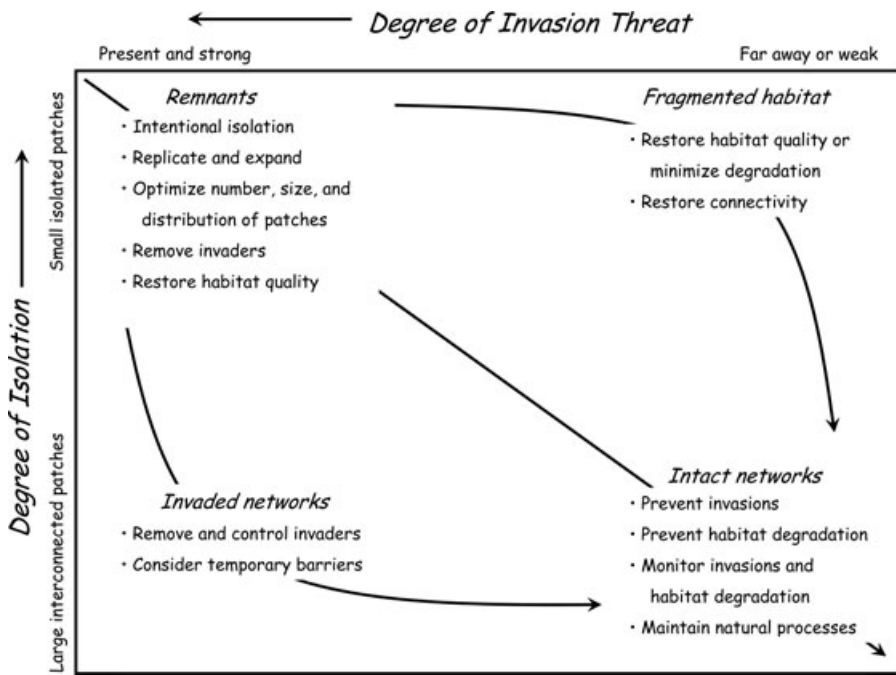 Degree of Invasion Threat
Present and strong
Far away or weak
Degree of Isolation
Small isolated patches
Large interconnected patches
Remnants
· Intentional isolation
· Replicate and expand
· Optimize number, size, and
distribution of patches
· Remove invaders
· Restore habitat quality
Fragmented habitat
· Restore habitat quality or
minimize degradation
· Restore connectivity
Invaded networks
· Remove and control invaders
· Consider temporary barriers
Intact networks
· Prevent invasions
· Prevent habitat degradation
· Monitor invasions and
habitat degradation
· Maintain natural processes